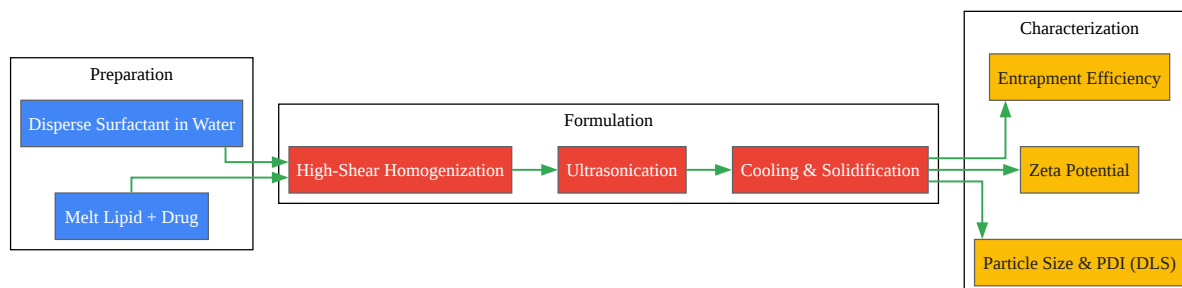 Preparation
Disperse Surfactant in Water
Melt Lipid + Drug
Formulation
High-Shear Homogenization
Ultrasonication
Cooling & Solidification
Characterization
Entrapment Efficiency
Zeta Potential
Particle Size & PDI (DLS)